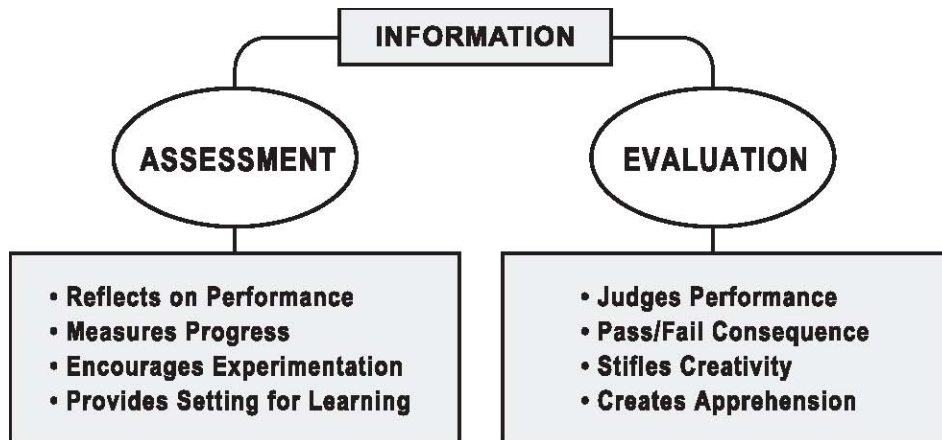 INFORMATION
ASSESSMENT
EVALUATION
• Reflects on Performance
• Measures Progress
• Encourages Experimentation
• Provides Setting for Learning
• Judges Performance
• Pass/Fail Consequence
• Stifles Creativity
• Creates Apprehension